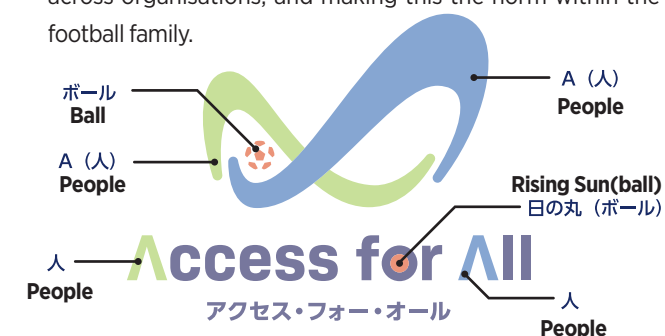 across organisations, and making this the norm within the
football family.
ボール
Ball
A（人）
People
A（人）
People
Rising Sun(ball)
日の丸（ボール）
人
People
Access for All
アクセス・フォー・オール
人
People